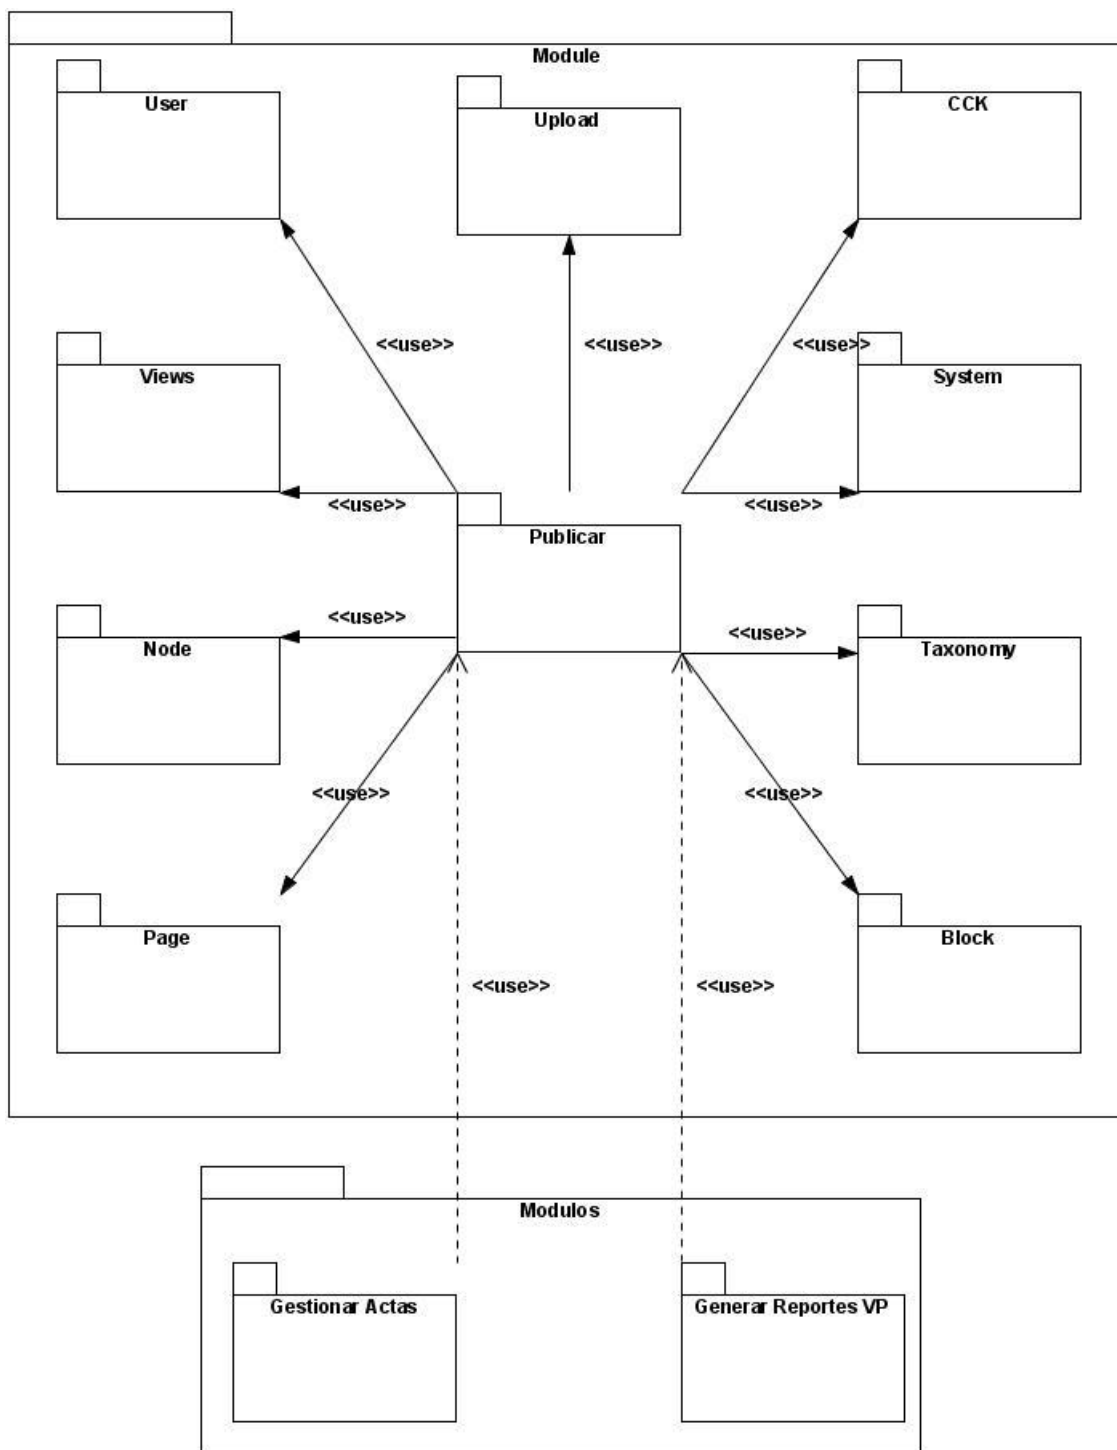 Module
User
Upload
CCK
<<use>>
<<use>>
<<use>>
Views
System
<<use>>
<<use>>
Publicar
<<use>>
<<use>>
Node
Taxonomy
<<use>>
<<use>>
Page
Block
<<use>>
<<use>>
Modulos
Gestionar Actas
Generar Reportes VP